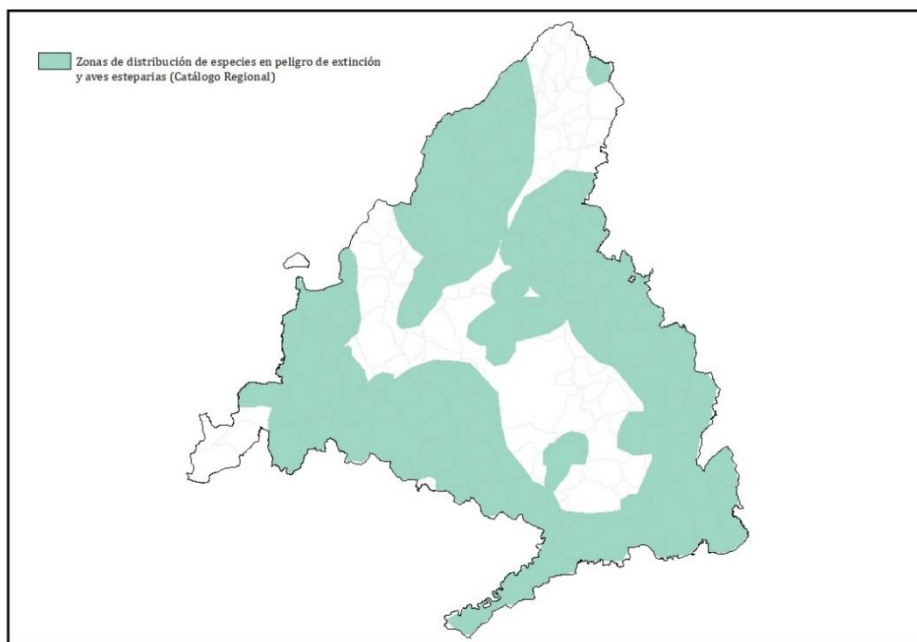 Zonas de distribución de especies en peligro de extinción
y aves esteparias (Catálogo Regional)